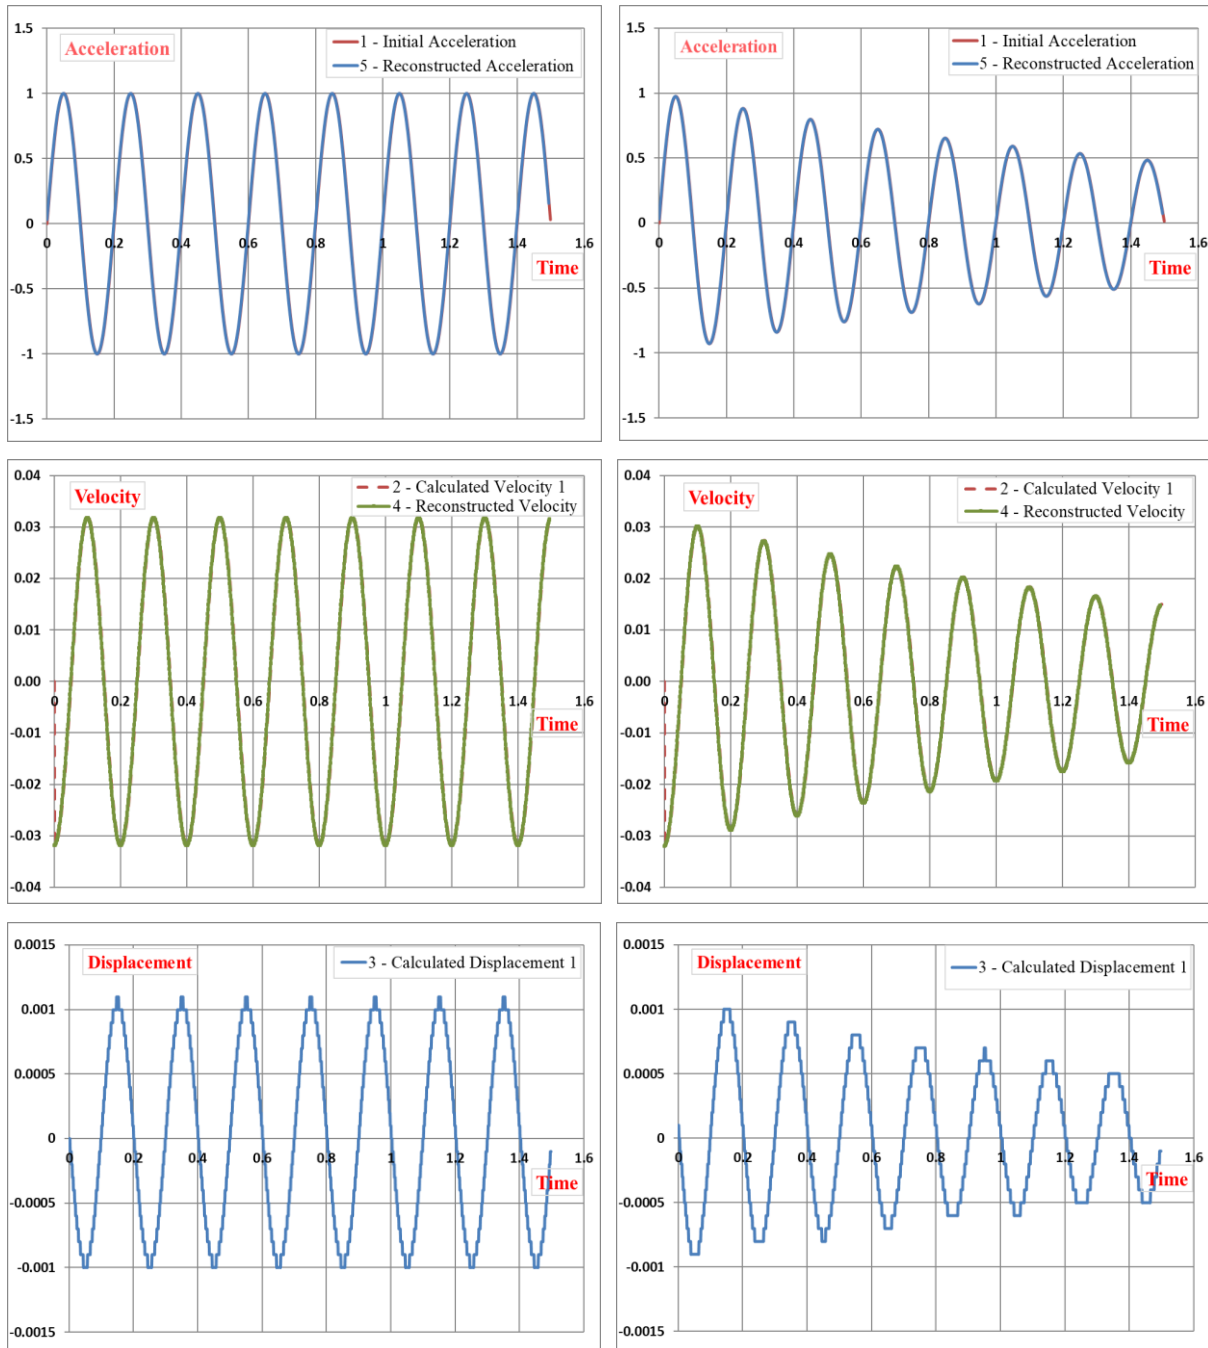 1.5
Acceleration
1 - Initial Acceleration
5 - Reconstructed Acceleration
1
0.5
0
0 0.2 0.4 0.6 0.8 1 1.2 1.4 1.6
Time
-0.5
-1
-1.5
1.5
Acceleration
1 - Initial Acceleration
5 - Reconstructed Acceleration
1
0.5
0
0 0.2 0.4 0.6 0.8 1 1.2 1.4 1.6
Time
-0.5
-1
-1.5
0.04
Velocity
2 - Calculated Velocity 1
4 - Reconstructed Velocity
0.03
0.02
0.01
0.00
0 0.2 0.4 0.6 0.8 1 1.2 1.4 1.6
Time
-0.01
-0.02
-0.03
-0.04
0.04
Velocity
2 - Calculated Velocity 1
4 - Reconstructed Velocity
0.03
0.02
0.01
0.00
0 0.2 0.4 0.6 0.8 1 1.2 1.4 1.6
Time
-0.01
-0.02
-0.03
-0.04
0.0015
Displacement
3 - Calculated Displacement 1
0.001
0.0005
0
0 0.2 0.4 0.6 0.8 1 1.2 1.4 1.6
Time
-0.0005
-0.001
-0.0015
0.0015
Displacement
3 - Calculated Displacement 1
0.001
0.0005
0
0 0.2 0.4 0.6 0.8 1 1.2 1.4 1.6
Time
-0.0005
-0.001
-0.0015